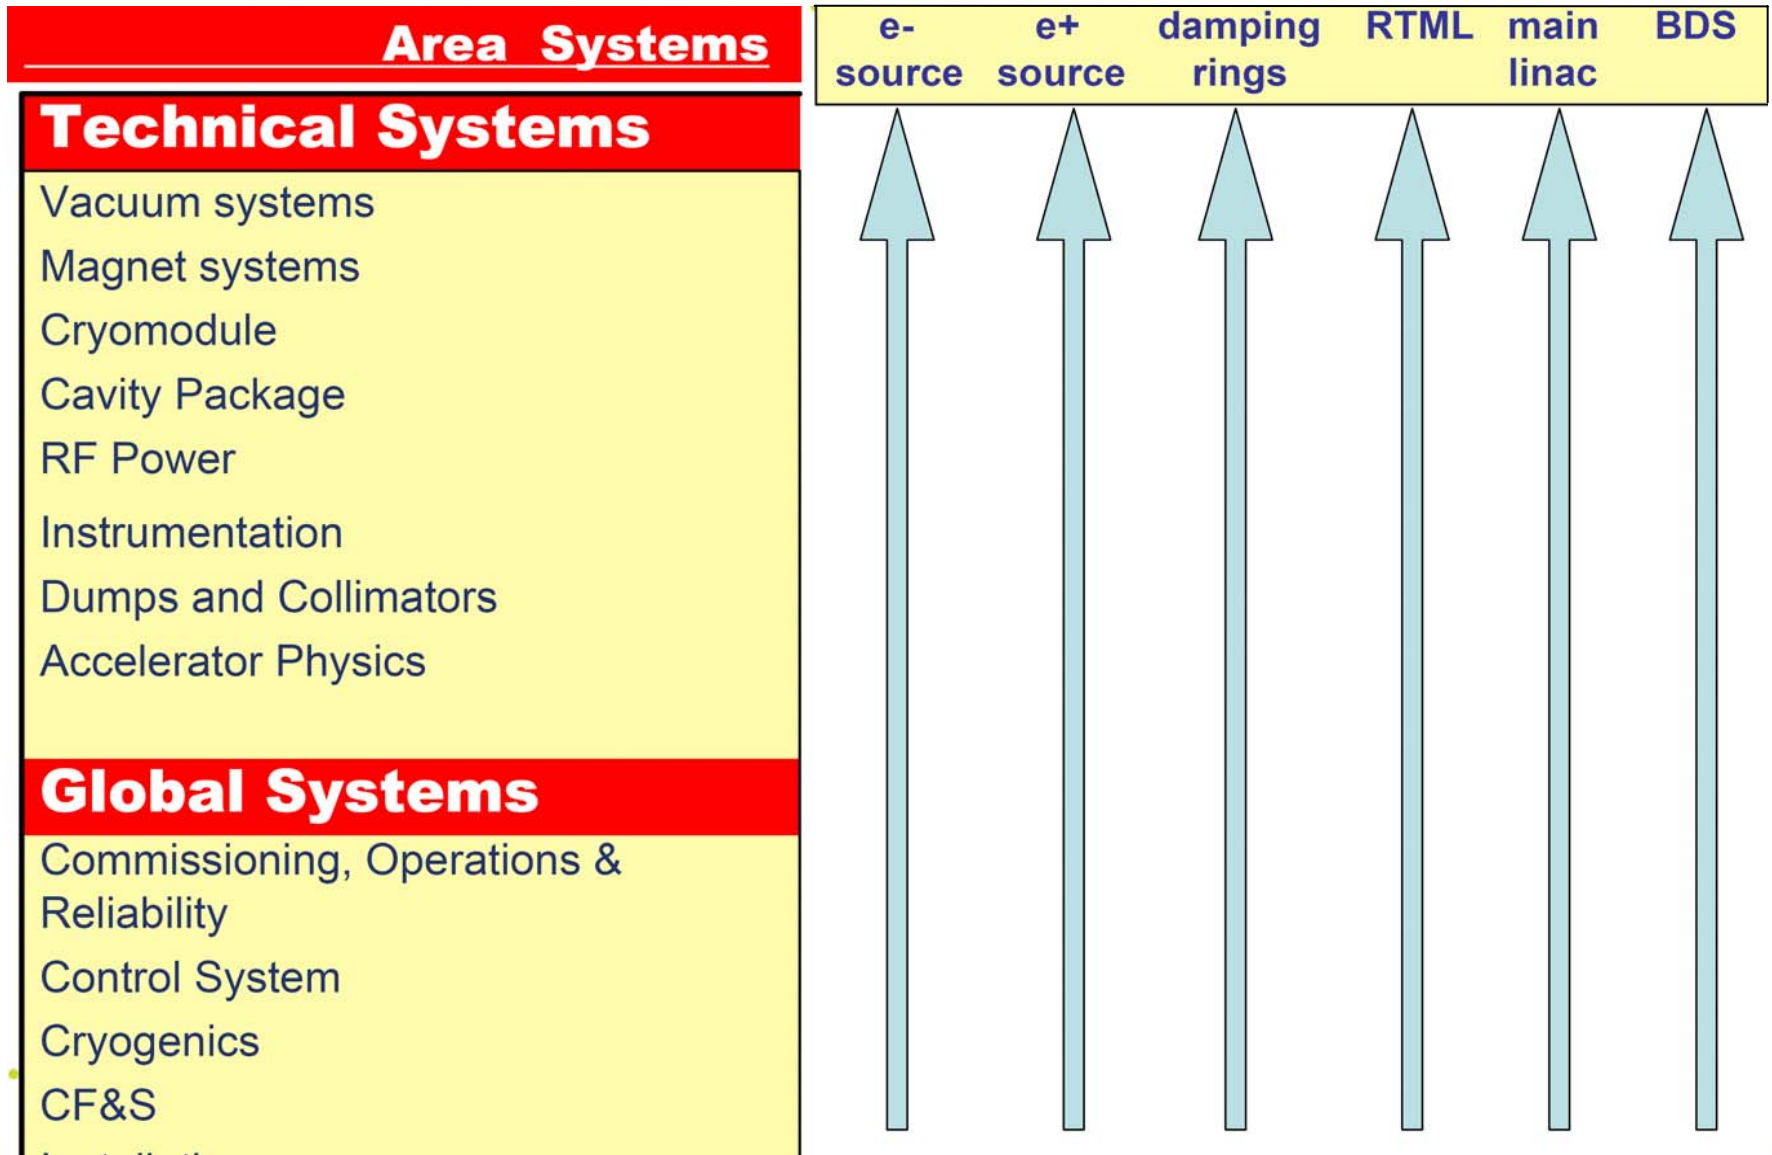 Area Systems
e- source
e+ source
damping rings
RTML
main linac
BDS
Technical Systems
Vacuum systems
Magnet systems
Cryomodule
Cavity Package
RF Power
Instrumentation
Dumps and Collimators
Accelerator Physics
Global Systems
Commissioning, Operations &
Reliability
Control System
Cryogenics
CF&S